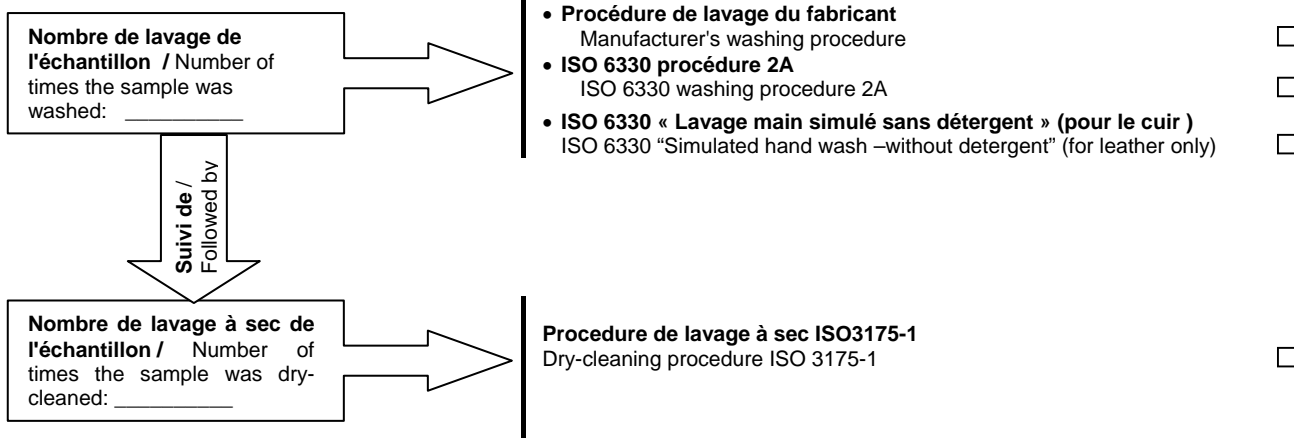 Nombre de lavage de
l'échantillon / Number of
times the sample was
washed: ___________
• Procédure de lavage du fabricant
Manufacturer's washing procedure
• ISO 6330 procédure 2A
ISO 6330 washing procedure 2A
• ISO 6330 « Lavage main simulé sans détergent » (pour le cuir )
ISO 6330 “Simulated hand wash –without detergent” (for leather only)
Suivi de /
Followed by
Nombre de lavage à sec de
l'échantillon / Number of
times the sample was dry-
cleaned: ___________
Procedure de lavage à sec ISO3175-1
Dry-cleaning procedure ISO 3175-1